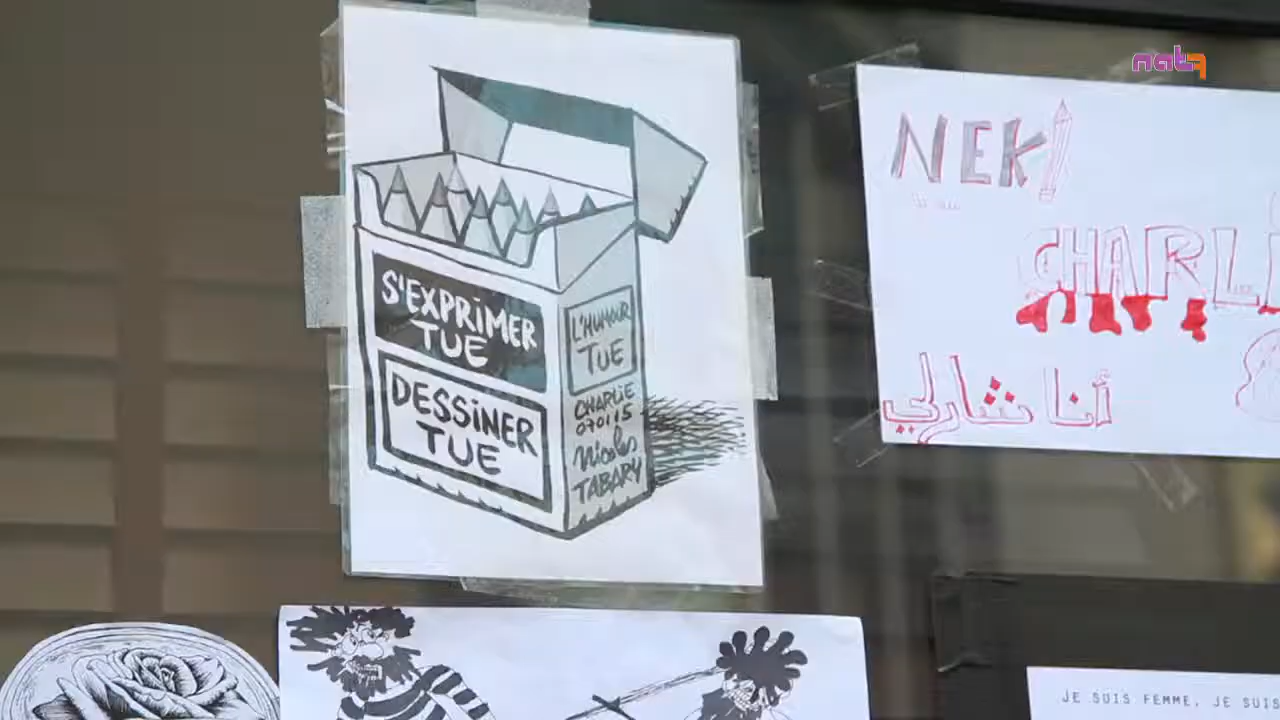 nat
S'EXPRIMER
TUE
DESSINER
TUE
L'HUMOUR
TUE
CHARLIE
070115
Nicolas
TABARY
NEK!
CHARLI
أنا شارلي
JE SUIS FEMME, JE SUIS